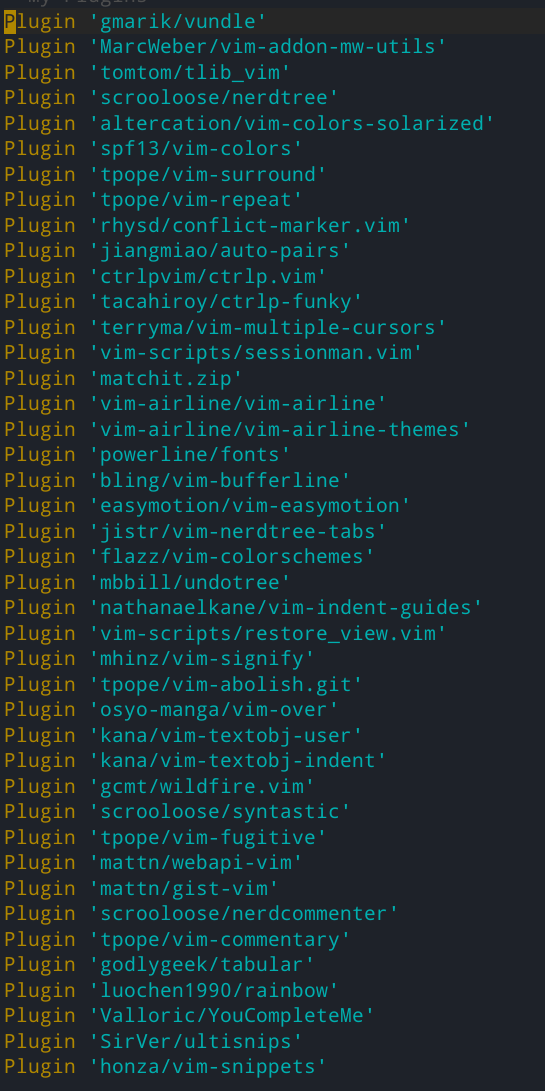 my Plugins
Plugin 'gmarik/vundle'
Plugin 'MarcWeber/vim-addon-mw-utils'
Plugin 'tomtom/tlib_vim'
Plugin 'scrooloose/nerdtree'
Plugin 'altercation/vim-colors-solarized'
Plugin 'spf13/vim-colors'
Plugin 'tpope/vim-surround'
Plugin 'tpope/vim-repeat'
Plugin 'rhysd/conflict-marker.vim'
Plugin 'jiangmiao/auto-pairs'
Plugin 'ctrlpvim/ctrlp.vim'
Plugin 'tacahiroy/ctrlp-funky'
Plugin 'terryma/vim-multiple-cursors'
Plugin 'vim-scripts/sessionman.vim'
Plugin 'matchit.zip'
Plugin 'vim-airline/vim-airline'
Plugin 'vim-airline/vim-airline-themes'
Plugin 'powerline/fonts'
Plugin 'bling/vim-bufferline'
Plugin 'easymotion/vim-easymotion'
Plugin 'jistr/vim-nerdtree-tabs'
Plugin 'flazz/vim-colorschemes'
Plugin 'mbbill/undotree'
Plugin 'nathanaelkane/vim-indent-guides'
Plugin 'vim-scripts/restore_view.vim'
Plugin 'mhinz/vim-signify'
Plugin 'tpope/vim-abolish.git'
Plugin 'osyo-manga/vim-over'
Plugin 'kana/vim-textobj-user'
Plugin 'kana/vim-textobj-indent'
Plugin 'gcmt/wildfire.vim'
Plugin 'scrooloose/syntastic'
Plugin 'tpope/vim-fugitive'
Plugin 'mattn/webapi-vim'
Plugin 'mattn/gist-vim'
Plugin 'scrooloose/nerdcommenter'
Plugin 'tpope/vim-commentary'
Plugin 'godlygeek/tabular'
Plugin 'luochen1990/rainbow'
Plugin 'Valloric/YouCompleteMe'
Plugin 'SirVer/ultisnips'
Plugin 'honza/vim-snippets'